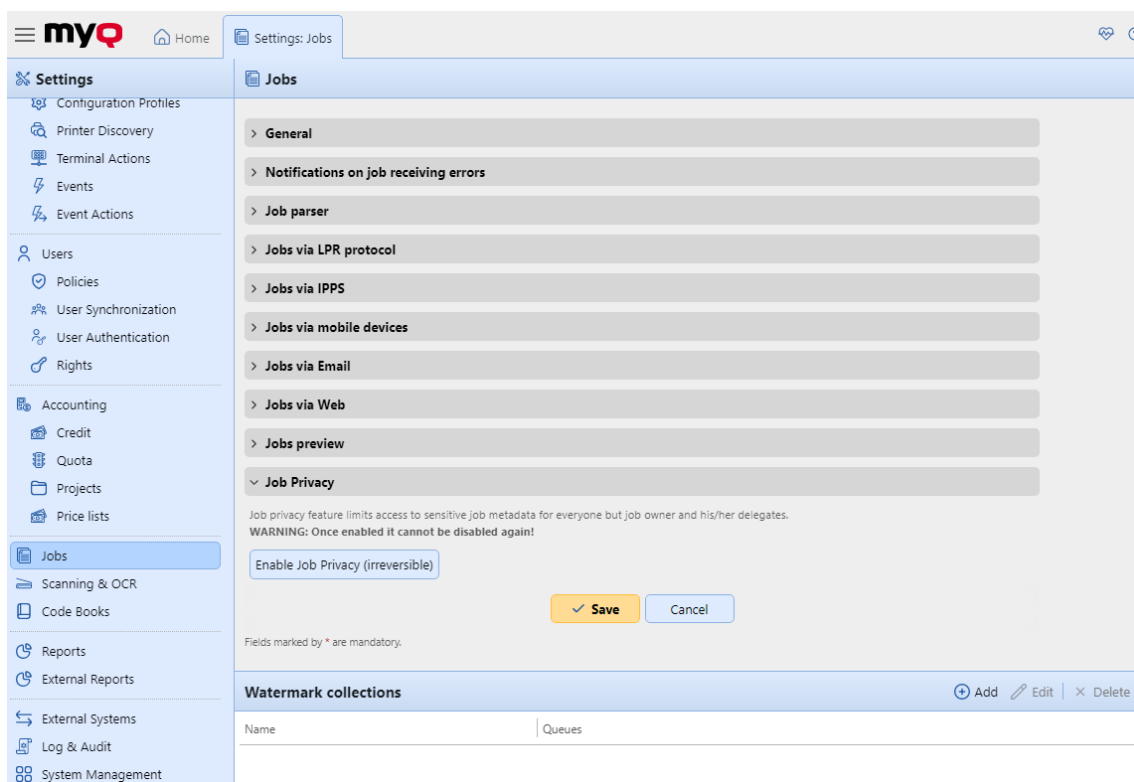 myQ
Home
Settings: Jobs
Settings
Configuration Profiles
Printer Discovery
Terminal Actions
Events
Event Actions
Users
Policies
User Synchronization
User Authentication
Rights
Accounting
Credit
Quota
Projects
Price lists
Jobs
Scanning & OCR
Code Books
Reports
External Reports
External Systems
Log & Audit
System Management
Jobs
General
Notifications on job receiving errors
Job parser
Jobs via LPR protocol
Jobs via IPPS
Jobs via mobile devices
Jobs via Email
Jobs via Web
Jobs preview
Job Privacy
Job privacy feature limits access to sensitive job metadata for everyone but job owner and his/her delegates.
WARNING: Once enabled it cannot be disabled again!
Enable Job Privacy (irreversible)
Save Cancel
Fields marked by * are mandatory.
Watermark collections Add Edit Delete
Name Queues